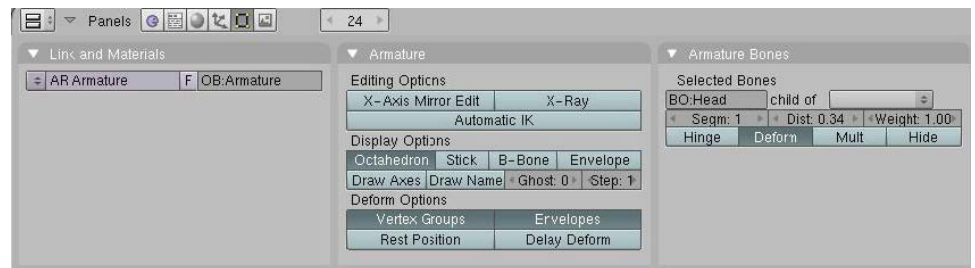 Panels 24
Link and Materials
AR Armature F OB:Armature
Armature
Editing Options
X-Axis Mirror Edit X-Ray
Automatic IK
Display Options
Octahedron Stick B-Bone Envelope
Draw Axes Draw Name Ghost: 0 Step: 1
Deform Options
Vertex Groups Envelopes
Rest Position Delay Deform
Armature Bones
Selected Bones
BO:Head child of
Segm: 1 Dist: 0.34 Weight: 1.00
Hinge Deform Mult Hide